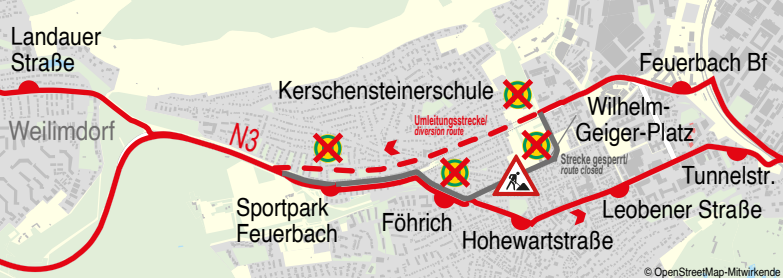 Landauer
Straße
Feuerbach Bf
Kerschensteinerschule
Wilhelm-
Geiger-Platz
Umleitungsstrecke/
diversion route
Weilimdorf
N3
Strecke gesperrt/
route closed
Tunnelstr.
Sportpark
Feuerbach
Föhrich
Leobener Straße
Hohewartstraße
© OpenStreetMap-Mitwirkende